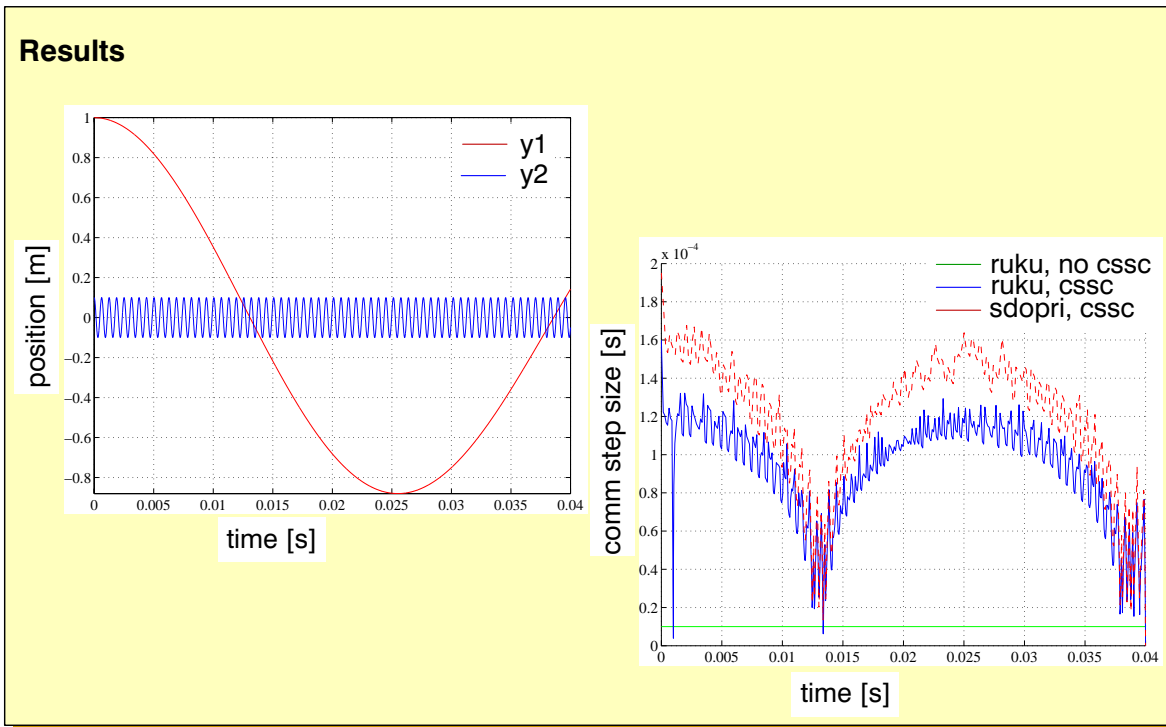 Results
1
0.8
0.6
0.4
0.2
0
−0.2
−0.4
−0.6
−0.8
position [m]
y1
y2
0 0.005 0.01 0.015 0.02 0.025 0.03 0.035 0.04
time [s]
x 10⁻⁴
2
1.8
1.6
1.4
1.2
1
0.8
0.6
0.4
0.2
0
comm step size [s]
ruku, no cssc
ruku, cssc
sdopri, cssc
0 0.005 0.01 0.015 0.02 0.025 0.03 0.035 0.04
time [s]